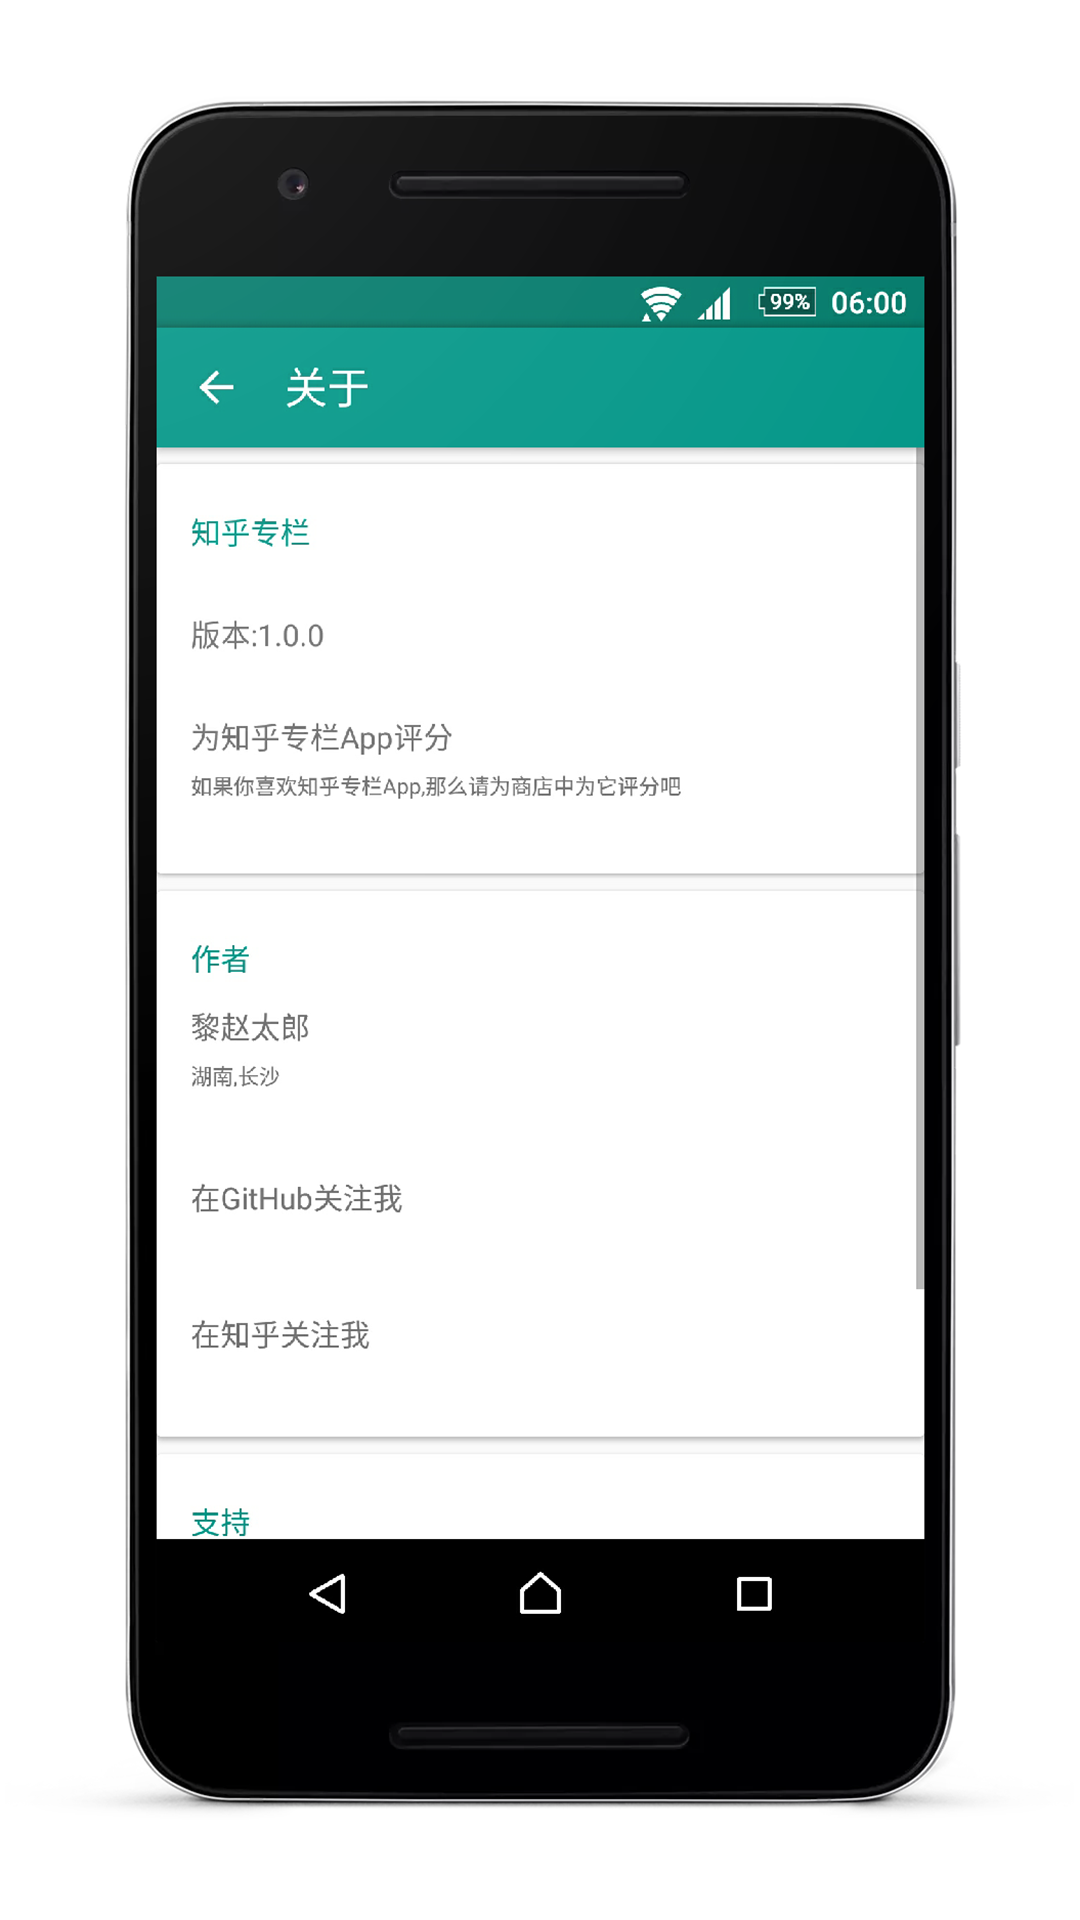 99% 06:00
关于
知乎专栏
版本:1.0.0
为知乎专栏App评分
如果你喜欢知乎专栏App,那么请为商店中为它评分吧
作者
黎赵太郎
湖南,长沙
在GitHub关注我
在知乎关注我
支持